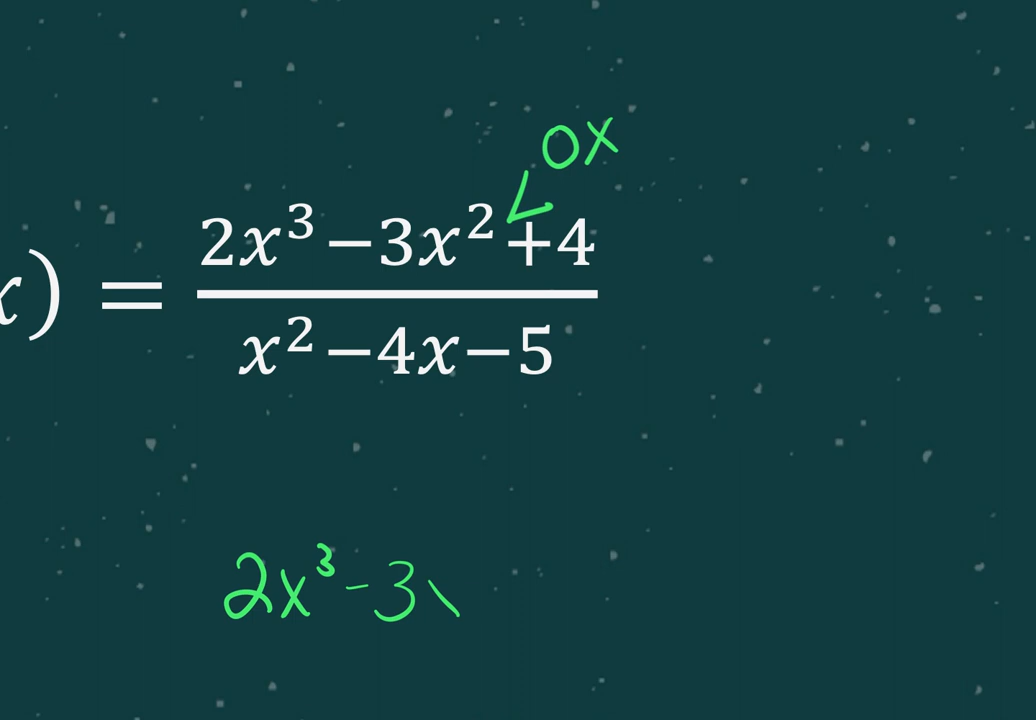 0x
x) = 2x³ −3x² +4
x² −4x−5
2x³ -3